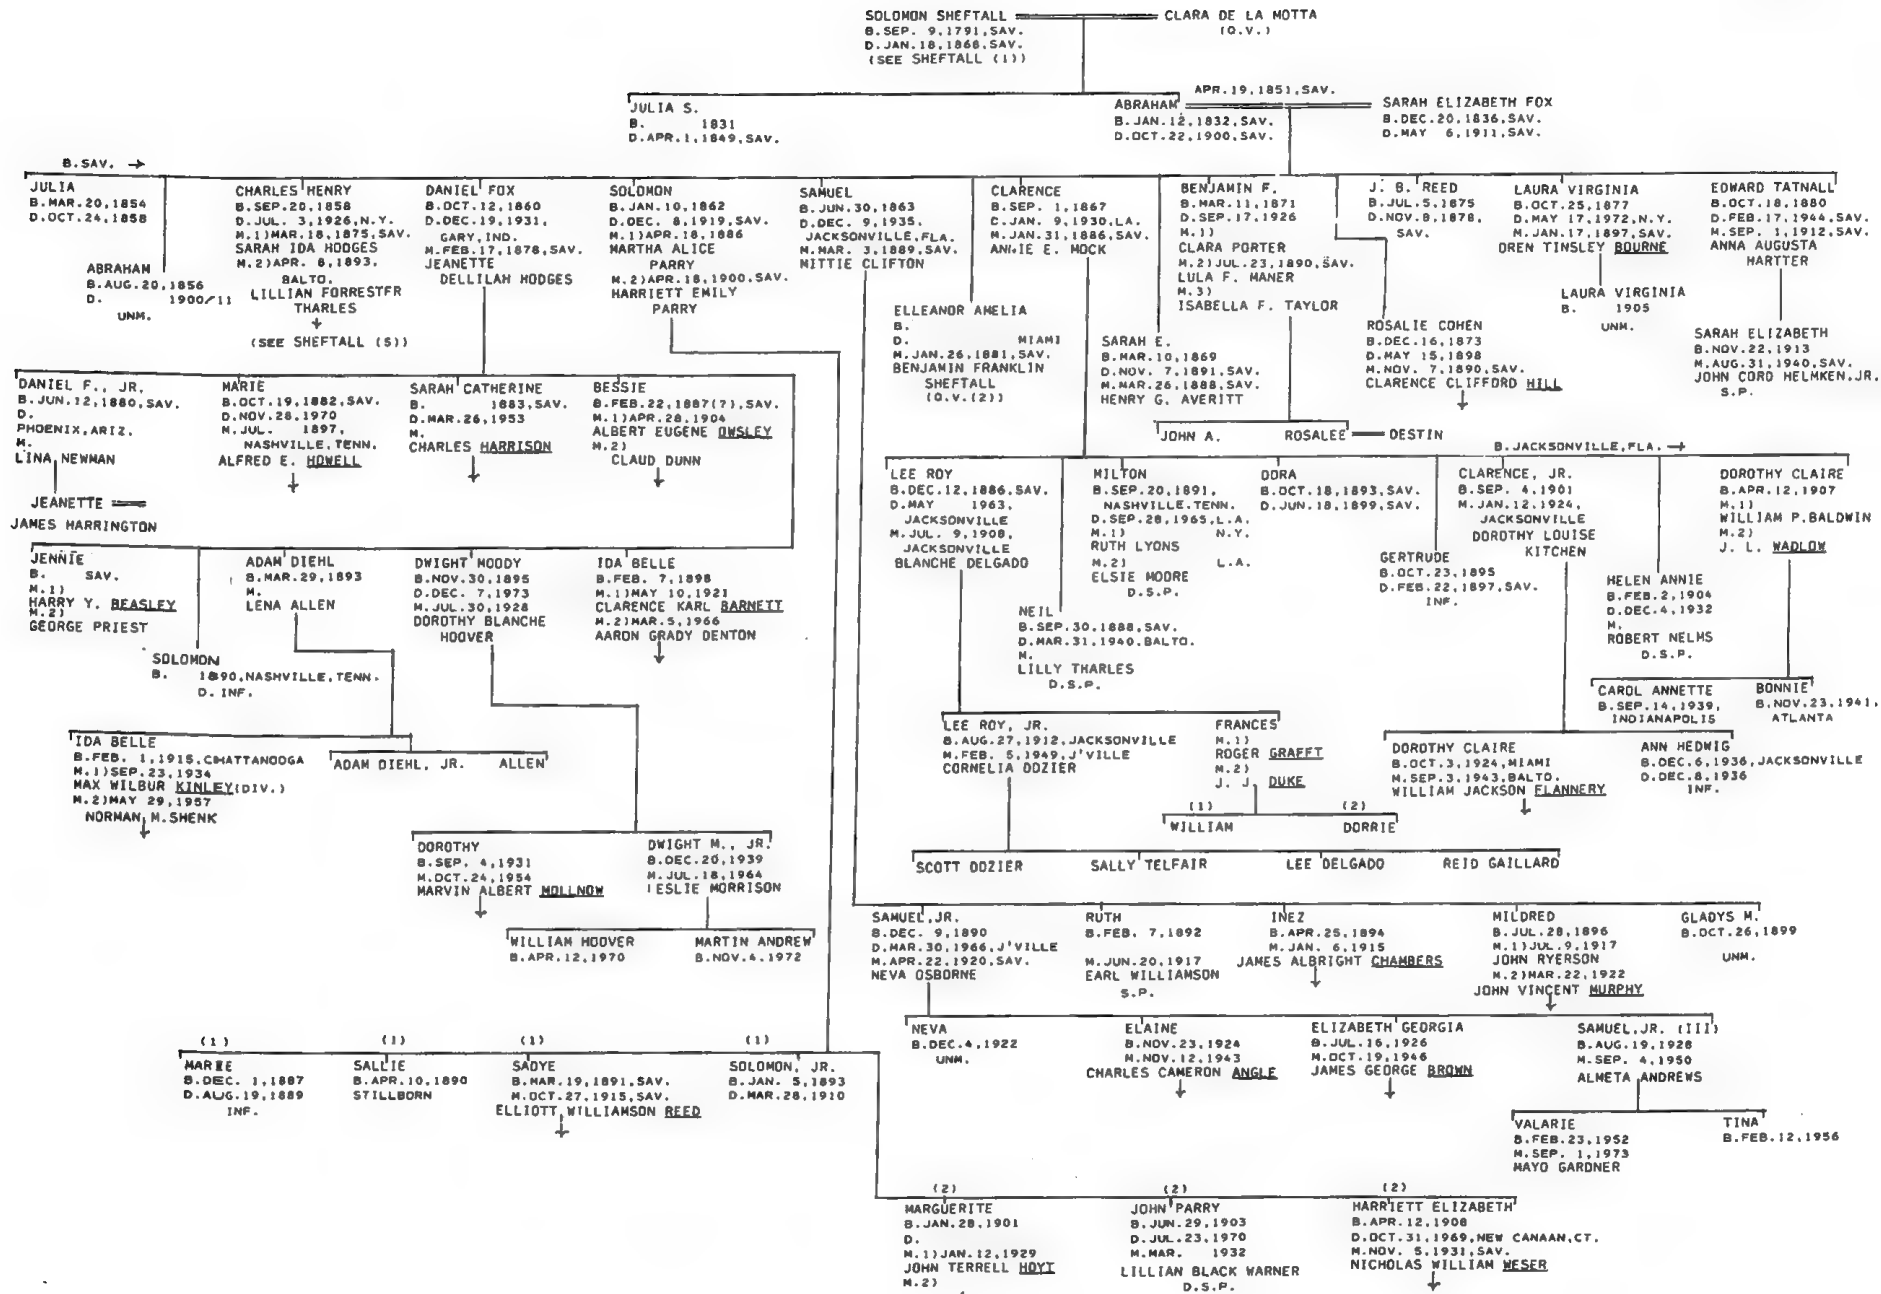 SOLOMON SHEFTALL
B.SEP. 9,1791,SAV.
D.JAN.18,1868,SAV.
(SEE SHEFTALL (1))
CLARA DE LA MOTTA
(Q.V.)
JULIA S.
B. 1831
D.APR.1,1849,SAV.
APR.19,1851,SAV.
ABRAHAM
B.JAN.12,1832,SAV.
D.OCT.22,1900,SAV.
SARAH ELIZABETH FOX
B.DEC.20,1836,SAV.
D.MAY 6,1911,SAV.
B.SAV. →
JULIA
B.MAR.20,1854
D.OCT.24,1858
ABRAHAM
B.AUG.20,1856
D. 1900/11
UNM.
CHARLES HENRY
B.SEP.20,1858
D.JUL. 3,1926,N.Y.
M.1)MAR.18,1875,SAV.
SARAH IDA HODGES
M.2)APR. 8,1893,
BALTO.
LILLIAN FORRESTER
THARLES
(SEE SHEFTALL (5))
DANIEL FOX
B.OCT.12,1860
D.DEC.19,1931,
GARY,IND.
M.FEB.17,1878,SAV.
JEANETTE
DELLILAH HODGES
SOLOMON
B.JAN.10,1862
D.DEC. 8,1919,SAV.
M.1)APR.18,1886
MARTHA ALICE
PARRY
M.2)APR.18,1900,SAV.
HARRIETT EMILY
PARRY
SAMUEL
B.JUN.30,1863
D.DEC. 9,1935,
JACKSONVILLE,FLA.
M.MAR. 3,1889,SAV.
MITTIE CLIFTON
ELLEANOR AMELIA
B.
D. MIAMI
M.JAN.26,1881,SAV.
BENJAMIN FRANKLIN
SHEFTALL
(Q.V.(2))
CLARENCE
B.SEP. 1,1867
C.JAN. 9,1930,LA.
M.JAN.31,1886,SAV.
ANNIE E. MOCK
SARAH E.
B.MAR.10,1869
D.NOV. 7,1891,SAV.
M.MAR.26,1888,SAV.
HENRY G. AVERITT
BENJAMIN F.
B.MAR.11,1871
D.SEP.17,1926
M.1)
CLARA PORTER
M.2)JUL.23,1890,SAV.
LULA F. MANER
M.3)
ISABELLA F. TAYLOR
ROSALIE COHEN
B.DEC.16,1873
D.MAY 15,1898
M.NOV. 7,1890,SAV.
CLARENCE CLIFFORD HILL
J. B. REED
B.JUL. 5,1875
D.NOV.8,1878,
SAV.
LAURA VIRGINIA
B.OCT.25,1877
D.MAY 17,1972,N.Y.
M.JAN.17,1897,SAV.
OREN TINSLEY BOURNE
LAURA VIRGINIA
B. 1905
UNM.
EDWARD TATNALL
B.OCT.18,1880
D.FEB.17,1944,SAV.
M.SEP. 1,1912,SAV.
ANNA AUGUSTA
HARTTER
SARAH ELIZABETH
B.NOV.22,1913
M.AUG.31,1940,SAV.
JOHN CORD HELMKEN,JR.
S.P.
DANIEL F., JR.
B.JUN.12,1880,SAV.
D.
PHOENIX,ARIZ.
M.
LINA NEWMAN
JEANETTE
JAMES HARRINGTON
MARIE
B.OCT.19,1882,SAV.
D.NOV.28,1970
M.JUL. 1897,
NASHVILLE,TENN.
ALFRED E. HOWELL
SARAH CATHERINE
B. 1883,SAV.
D.MAR.26,1953
M.
CHARLES HARRISON
BESSIE
B.FEB.22,1887(?),SAV.
M.1)APR.28,1904
ALBERT EUGENE OWSLEY
M.2)
CLAUD DUNN
JOHN A.
ROSALEE
DESTIN
B.JACKSONVILLE,FLA. →
LEE ROY
B.DEC.12,1886,SAV.
D.MAY 1963,
JACKSONVILLE
M.JUL. 9,1908,
JACKSONVILLE
BLANCHE DELGADO
NEIL
B.SEP.30,1888,SAV.
D.MAR.31,1940,BALTO.
M.
LILLY THARLES
D.S.P.
MILTON
B.SEP.20,1891,
NASHVILLE,TENN.
D.SEP.28,1965,L.A.
M.1) N.Y.
RUTH LYONS
M.2) L.A.
ELSIE MOORE
D.S.P.
DORA
B.OCT.18,1893,SAV.
D.JUN.18,1899,SAV.
GERTRUDE
B.OCT.23,1895
D.FEB.22,1897,SAV.
INF.
CLARENCE, JR.
B.SEP. 4,1901
M.JAN.12,1924,
JACKSONVILLE
DOROTHY LOUISE
KITCHEN
HELEN ANNIE
B.FEB.2,1904
D.DEC.4,1932
M.
ROBERT NELMS
D.S.P.
DOROTHY CLAIRE
B.APR.12,1907
M.1)
WILLIAM P.BALDWIN
M.2)
J. L. WADLOW
JENNIE
B. SAV.
M.1)
HARRY Y. BEASLEY
M.2)
GEORGE PRIEST
SOLOMON
B. 1890,NASHVILLE,TENN.
D. INF.
ADAM DIEHL
B.MAR.29,1893
M.
LENA ALLEN
DWIGHT MOODY
B.NOV.30,1895
D.DEC. 7,1973
M.JUL.30,1928
DOROTHY BLANCHE
HOOVER
IDA BELLE
B.FEB. 7,1898
M.1)MAY 10,1921
CLARENCE KARL BARNETT
M.2)MAR.5,1966
AARON GRADY DENTON
CAROL ANNETTE
B.SEP.14,1939,
INDIANAPOLIS
BONNIE
B.NOV.23,1941,
ATLANTA
IDA BELLE
B.FEB. 1,1915,CHATTANOOGA
M.1)SEP.23,1934
MAX WILBUR KINLEY(DIV.)
M.2)MAY 29,1957
NORMAN M.SHENK
ADAM DIEHL, JR.
ALLEN
LEE ROY, JR.
B.AUG.27,1912,JACKSONVILLE
M.FEB. 5,1949,J'VILLE
CORNELIA DOZIER
FRANCES
M.1)
ROGER GRAFFT
M.2)
J. J. DUKE
(1)
WILLIAM
(2)
DORRIE
DOROTHY CLAIRE
B.OCT.3,1924,MIAMI
M.SEP.3,1943,BALTO.
WILLIAM JACKSON FLANNERY
ANN HEDWIG
B.DEC.6,1936,JACKSONVILLE
D.DEC.8,1936
INF.
DOROTHY
B.SEP. 4,1931
M.OCT.24,1954
MARVIN ALBERT MOLLNOW
DWIGHT M., JR.
B.DEC.20,1939
M.JUL.18,1964
LESLIE MORRISON
SCOTT DOZIER
SALLY TELFAIR
LEE DELGADO
REID GAILLARD
WILLIAM HOOVER
B.APR.12,1970
MARTIN ANDREW
B.NOV.4,1972
SAMUEL,JR.
B.DEC. 9,1890
D.MAR.30,1966,J'VILLE
M.APR.22,1920,SAV.
NEVA OSBORNE
RUTH
B.FEB. 7,1892
M.JUN.20,1917
EARL WILLIAMSON
S.P.
INEZ
B.APR.25,1894
M.JAN. 6,1915
JAMES ALBRIGHT CHAMBERS
MILDRED
B.JUL.28,1896
M.1)JUL.9,1917
JOHN RYERSON
M.2)MAR.22,1922
JOHN VINCENT MURPHY
GLADYS M.
B.OCT.26,1899
UNM.
NEVA
B.DEC.4,1922
UNM.
ELAINE
B.NOV.23,1924
M.NOV.12,1943
CHARLES CAMERON ANGLE
ELIZABETH GEORGIA
B.JUL.16,1926
M.OCT.19,1946
JAMES GEORGE BROWN
SAMUEL,JR. (III)
B.AUG.19,1928
M.SEP. 4,1950
ALMETA ANDREWS
VALARIE
B.FEB.23,1952
M.SEP. 1,1973
MAYO GARDNER
TINA
B.FEB.12,1956
(1)
MARIE
B.DEC. 1,1887
D.AUG.19,1889
INF.
(1)
SALLIE
B.APR.10,1890
STILLBORN
(1)
SADYE
B.MAR.19,1891,SAV.
M.OCT.27,1915,SAV.
ELLIOTT WILLIAMSON REED
(1)
SOLOMON, JR.
B.JAN. 5,1893
D.MAR.28,1910
(2)
MARGUERITE
B.JAN.28,1901
D.
M.1)JAN.12,1929
JOHN TERRELL HOYT
M.2)
(2)
JOHN PARRY
B.JUN.29,1903
D.JUL.23,1970
M.MAR. 1932
LILLIAN BLACK WARNER
D.S.P.
(2)
HARRIETT ELIZABETH
B.APR.12,1908
D.OCT.31,1969,NEW CANAAN,CT.
M.NOV. 5,1931,SAV.
NICHOLAS WILLIAM WESER